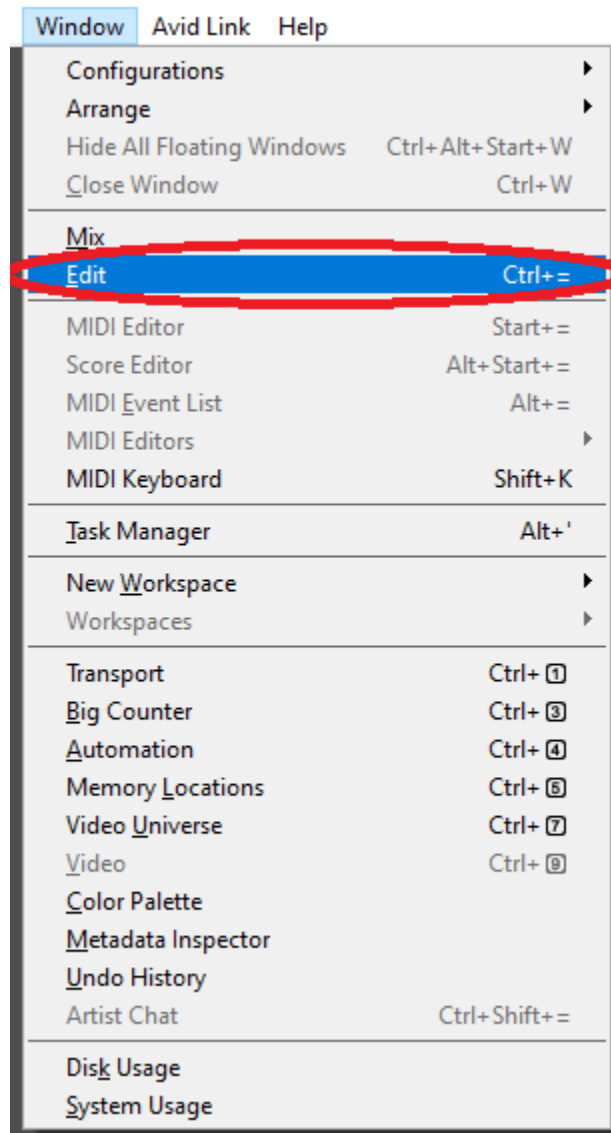 Window Avid Link Help
Configurations
Arrange
Hide All Floating Windows Ctrl+Alt+Start+W
Close Window Ctrl+W
Mix
Edit Ctrl+=
MIDI Editor Start+=
Score Editor Alt+Start+=
MIDI Event List Alt+=
MIDI Editors
MIDI Keyboard Shift+K
Task Manager Alt+'
New Workspace
Workspaces
Transport Ctrl+ 1
Big Counter Ctrl+ 3
Automation Ctrl+ 4
Memory Locations Ctrl+ 5
Video Universe Ctrl+ 7
Video Ctrl+ 9
Color Palette
Metadata Inspector
Undo History
Artist Chat Ctrl+Shift+=
Disk Usage
System Usage